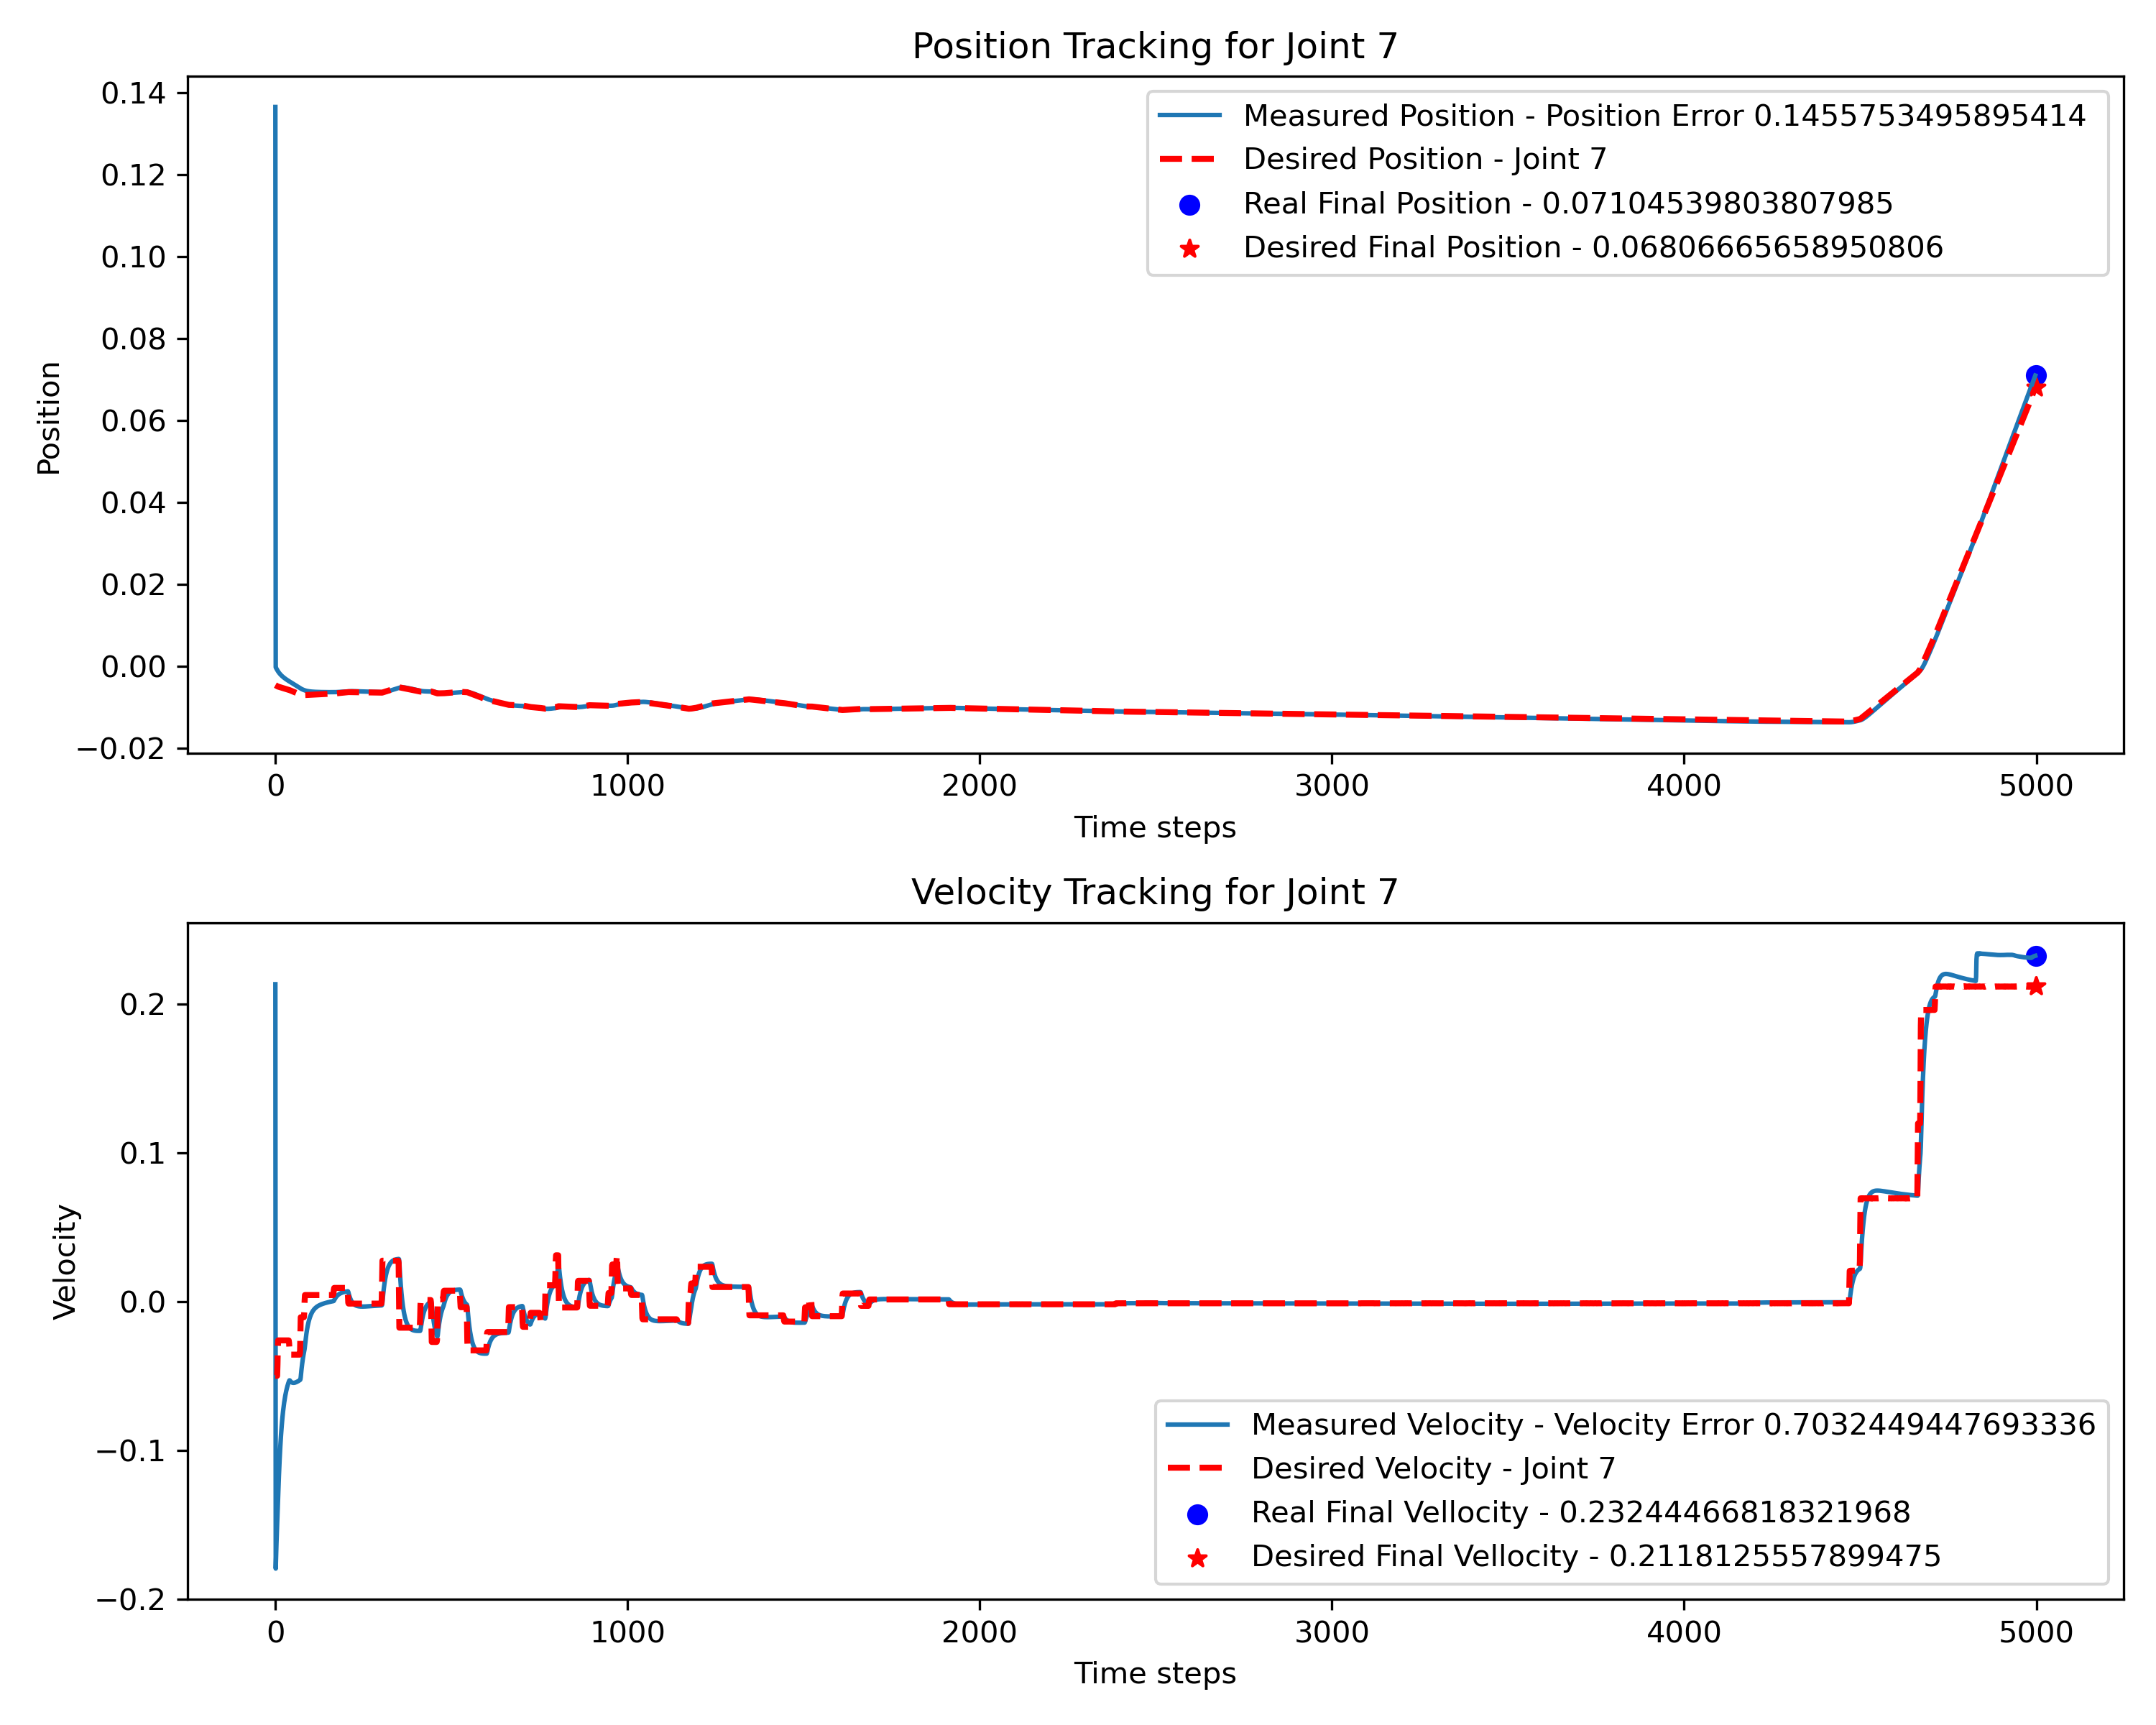 Position Tracking for Joint 7
0.14
0.12
0.10
0.08
0.06
0.04
0.02
0.00
−0.02
Position
Measured Position - Position Error 0.1455753495895414
Desired Position - Joint 7
Real Final Position - 0.07104539803807985
Desired Final Position - 0.06806665658950806
0 1000 2000 3000 4000 5000
Time steps
Velocity Tracking for Joint 7
0.2
0.1
0.0
−0.1
−0.2
Velocity
Measured Velocity - Velocity Error 0.7032449447693336
Desired Velocity - Joint 7
Real Final Vellocity - 0.23244466818321968
Desired Final Vellocity - 0.2118125557899475
0 1000 2000 3000 4000 5000
Time steps